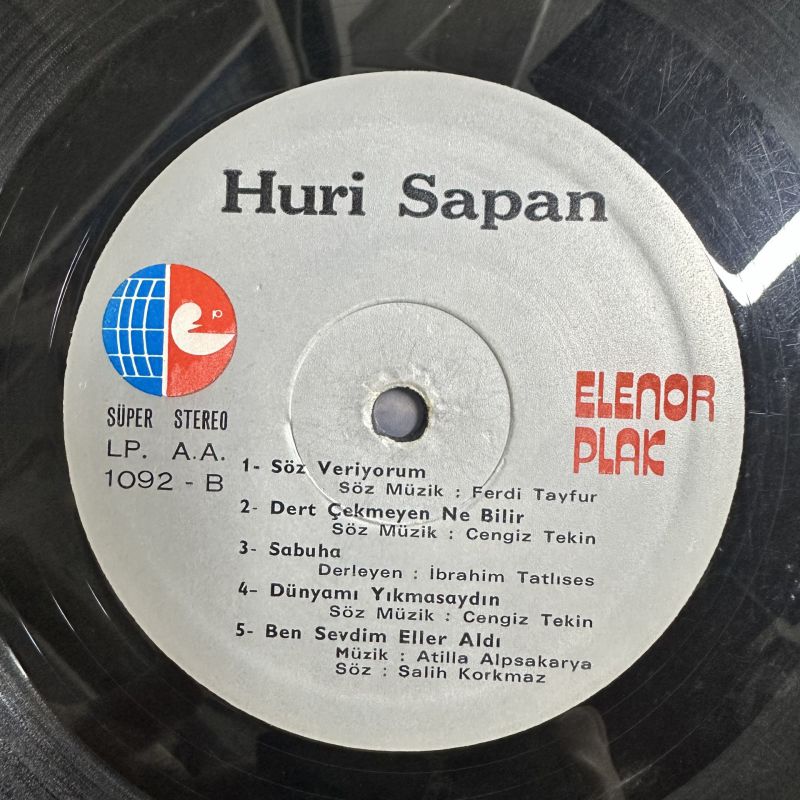 Huri Sapan
SÜPER STEREO
LP. A.A.
1092 - B
ELENOR
PLAK
1- Söz Veriyorum
Söz Müzik : Ferdi Tayfur
2- Dert Çekmeyen Ne Bilir
Söz Müzik : Cengiz Tekin
3- Sabuha
Derleyen : İbrahim Tatlıses
4- Dünyamı Yıkmasaydın
Söz Müzik : Cengiz Tekin
5- Ben Sevdim Eller Aldı
Müzik : Atilla Alpsakarya
Söz : Salih Korkmaz